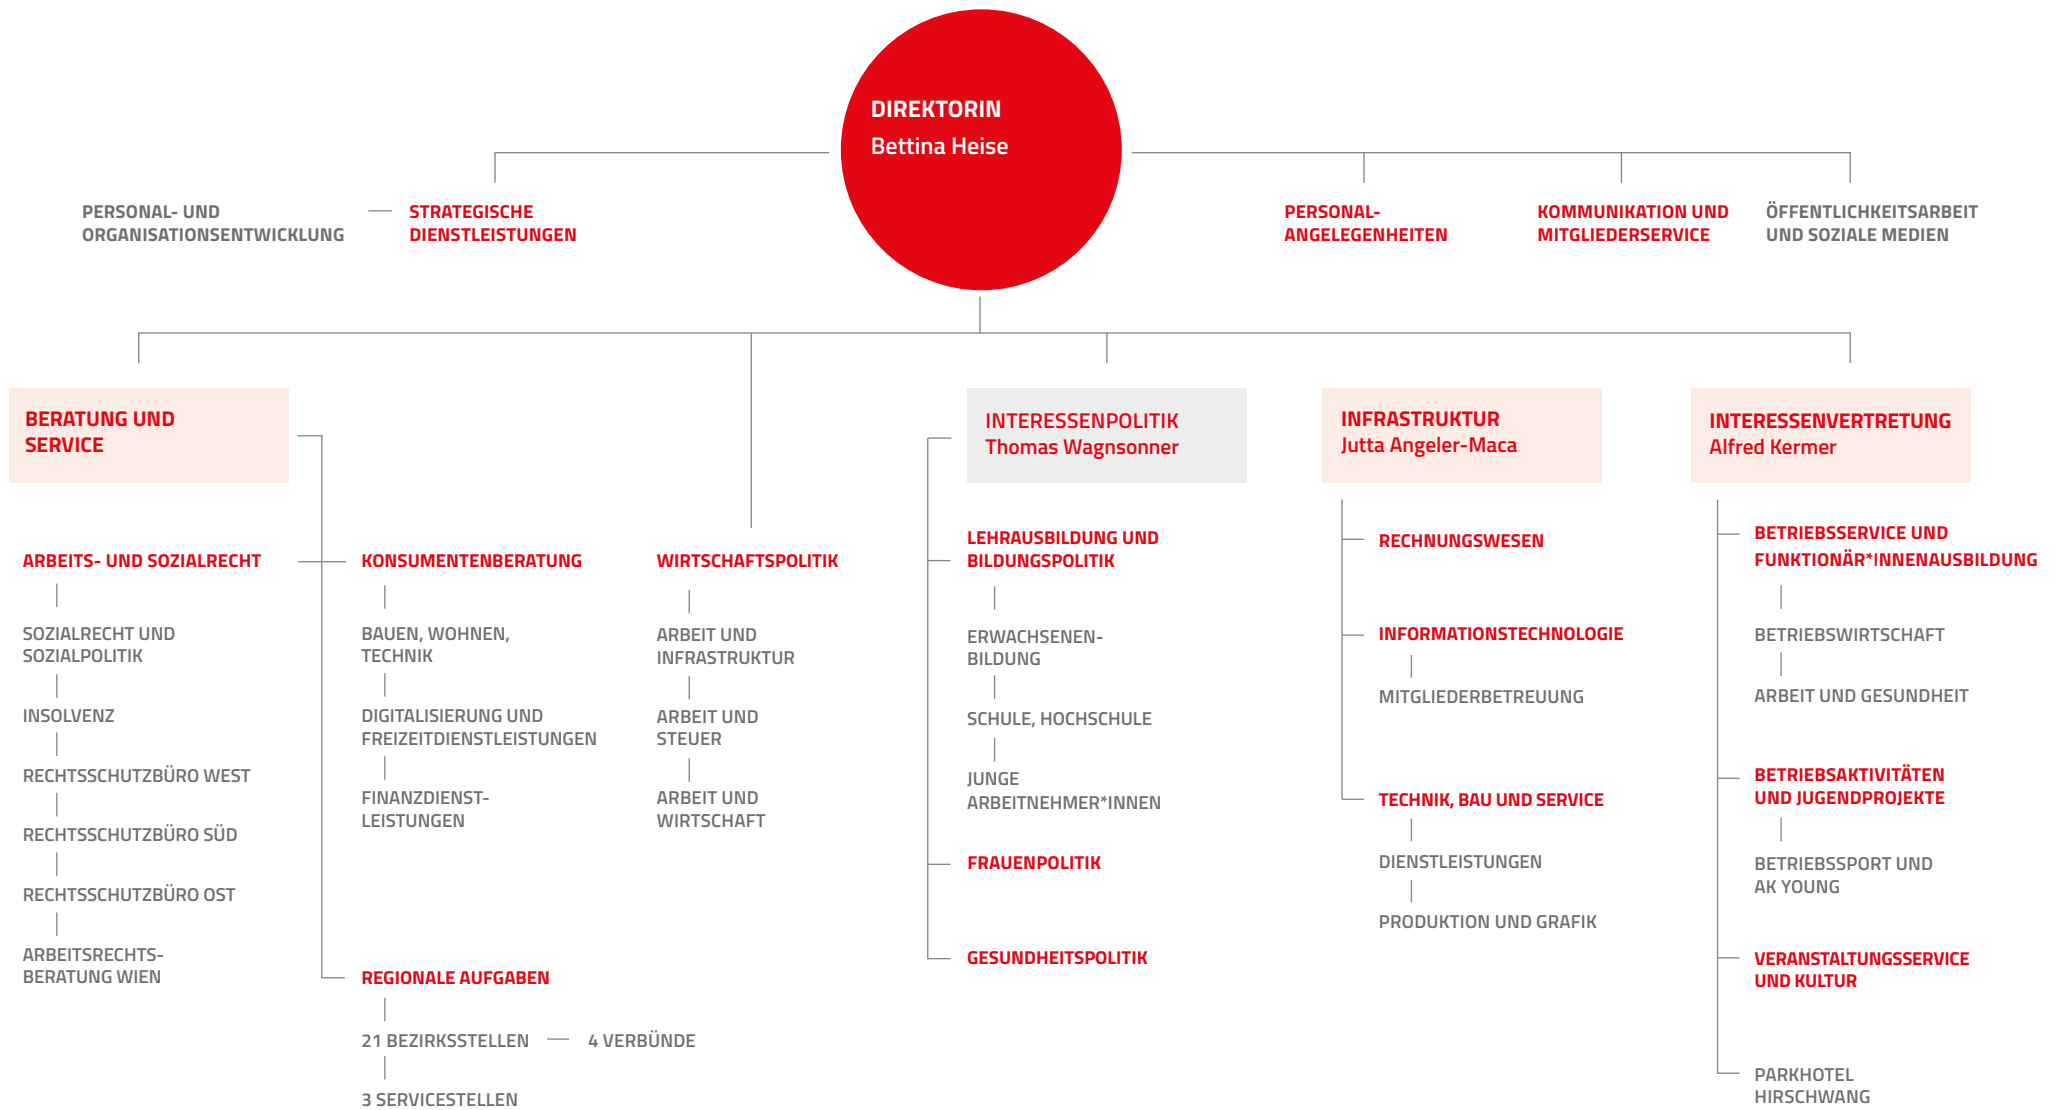 DIREKTORIN
Bettina Heise
PERSONAL- UND
ORGANISATIONSENTWICKLUNG
STRATEGISCHE
DIENSTLEISTUNGEN
PERSONAL-
ANGELEGENHEITEN
KOMMUNIKATION UND
MITGLIEDERSERVICE
ÖFFENTLICHKEITSARBEIT
UND SOZIALE MEDIEN
BERATUNG UND
SERVICE
ARBEITS- UND SOZIALRECHT
SOZIALRECHT UND
SOZIALPOLITIK
INSOLVENZ
RECHTSSCHUTZBÜRO WEST
RECHTSSCHUTZBÜRO SÜD
RECHTSSCHUTZBÜRO OST
ARBEITSRECHTS-
BERATUNG WIEN
KONSUMENTENBERATUNG
BAUEN, WOHNEN,
TECHNIK
DIGITALISIERUNG UND
FREIZEITDIENSTLEISTUNGEN
FINANZDIENST-
LEISTUNGEN
REGIONALE AUFGABEN
21 BEZIRKSSTELLEN
4 VERBÜNDE
3 SERVICESTELLEN
WIRTSCHAFTSPOLITIK
ARBEIT UND
INFRASTRUKTUR
ARBEIT UND
STEUER
ARBEIT UND
WIRTSCHAFT
INTERESSENPOLITIK
Thomas Wagnsonner
LEHRAUSBILDUNG UND
BILDUNGSPOLITIK
ERWACHSENEN-
BILDUNG
SCHULE, HOCHSCHULE
JUNGE
ARBEITNEHMER*INNEN
FRAUENPOLITIK
GESUNDHEITSPOLITIK
INFRASTRUKTUR
Jutta Angeler-Maca
RECHNUNGSWESEN
INFORMATIONSTECHNOLOGIE
MITGLIEDERBETREUUNG
TECHNIK, BAU UND SERVICE
DIENSTLEISTUNGEN
PRODUKTION UND GRAFIK
INTERESSENVERTRETUNG
Alfred Kermer
BETRIEBSSERVICE UND
FUNKTIONÄR*INNENAUSBILDUNG
BETRIEBSWIRTSCHAFT
ARBEIT UND GESUNDHEIT
BETRIEBSAKTIVITÄTEN
UND JUGENDPROJEKTE
BETRIEBSSPORT UND
AK YOUNG
VERANSTALTUNGSSERVICE
UND KULTUR
PARKHOTEL
HIRSCHWANG